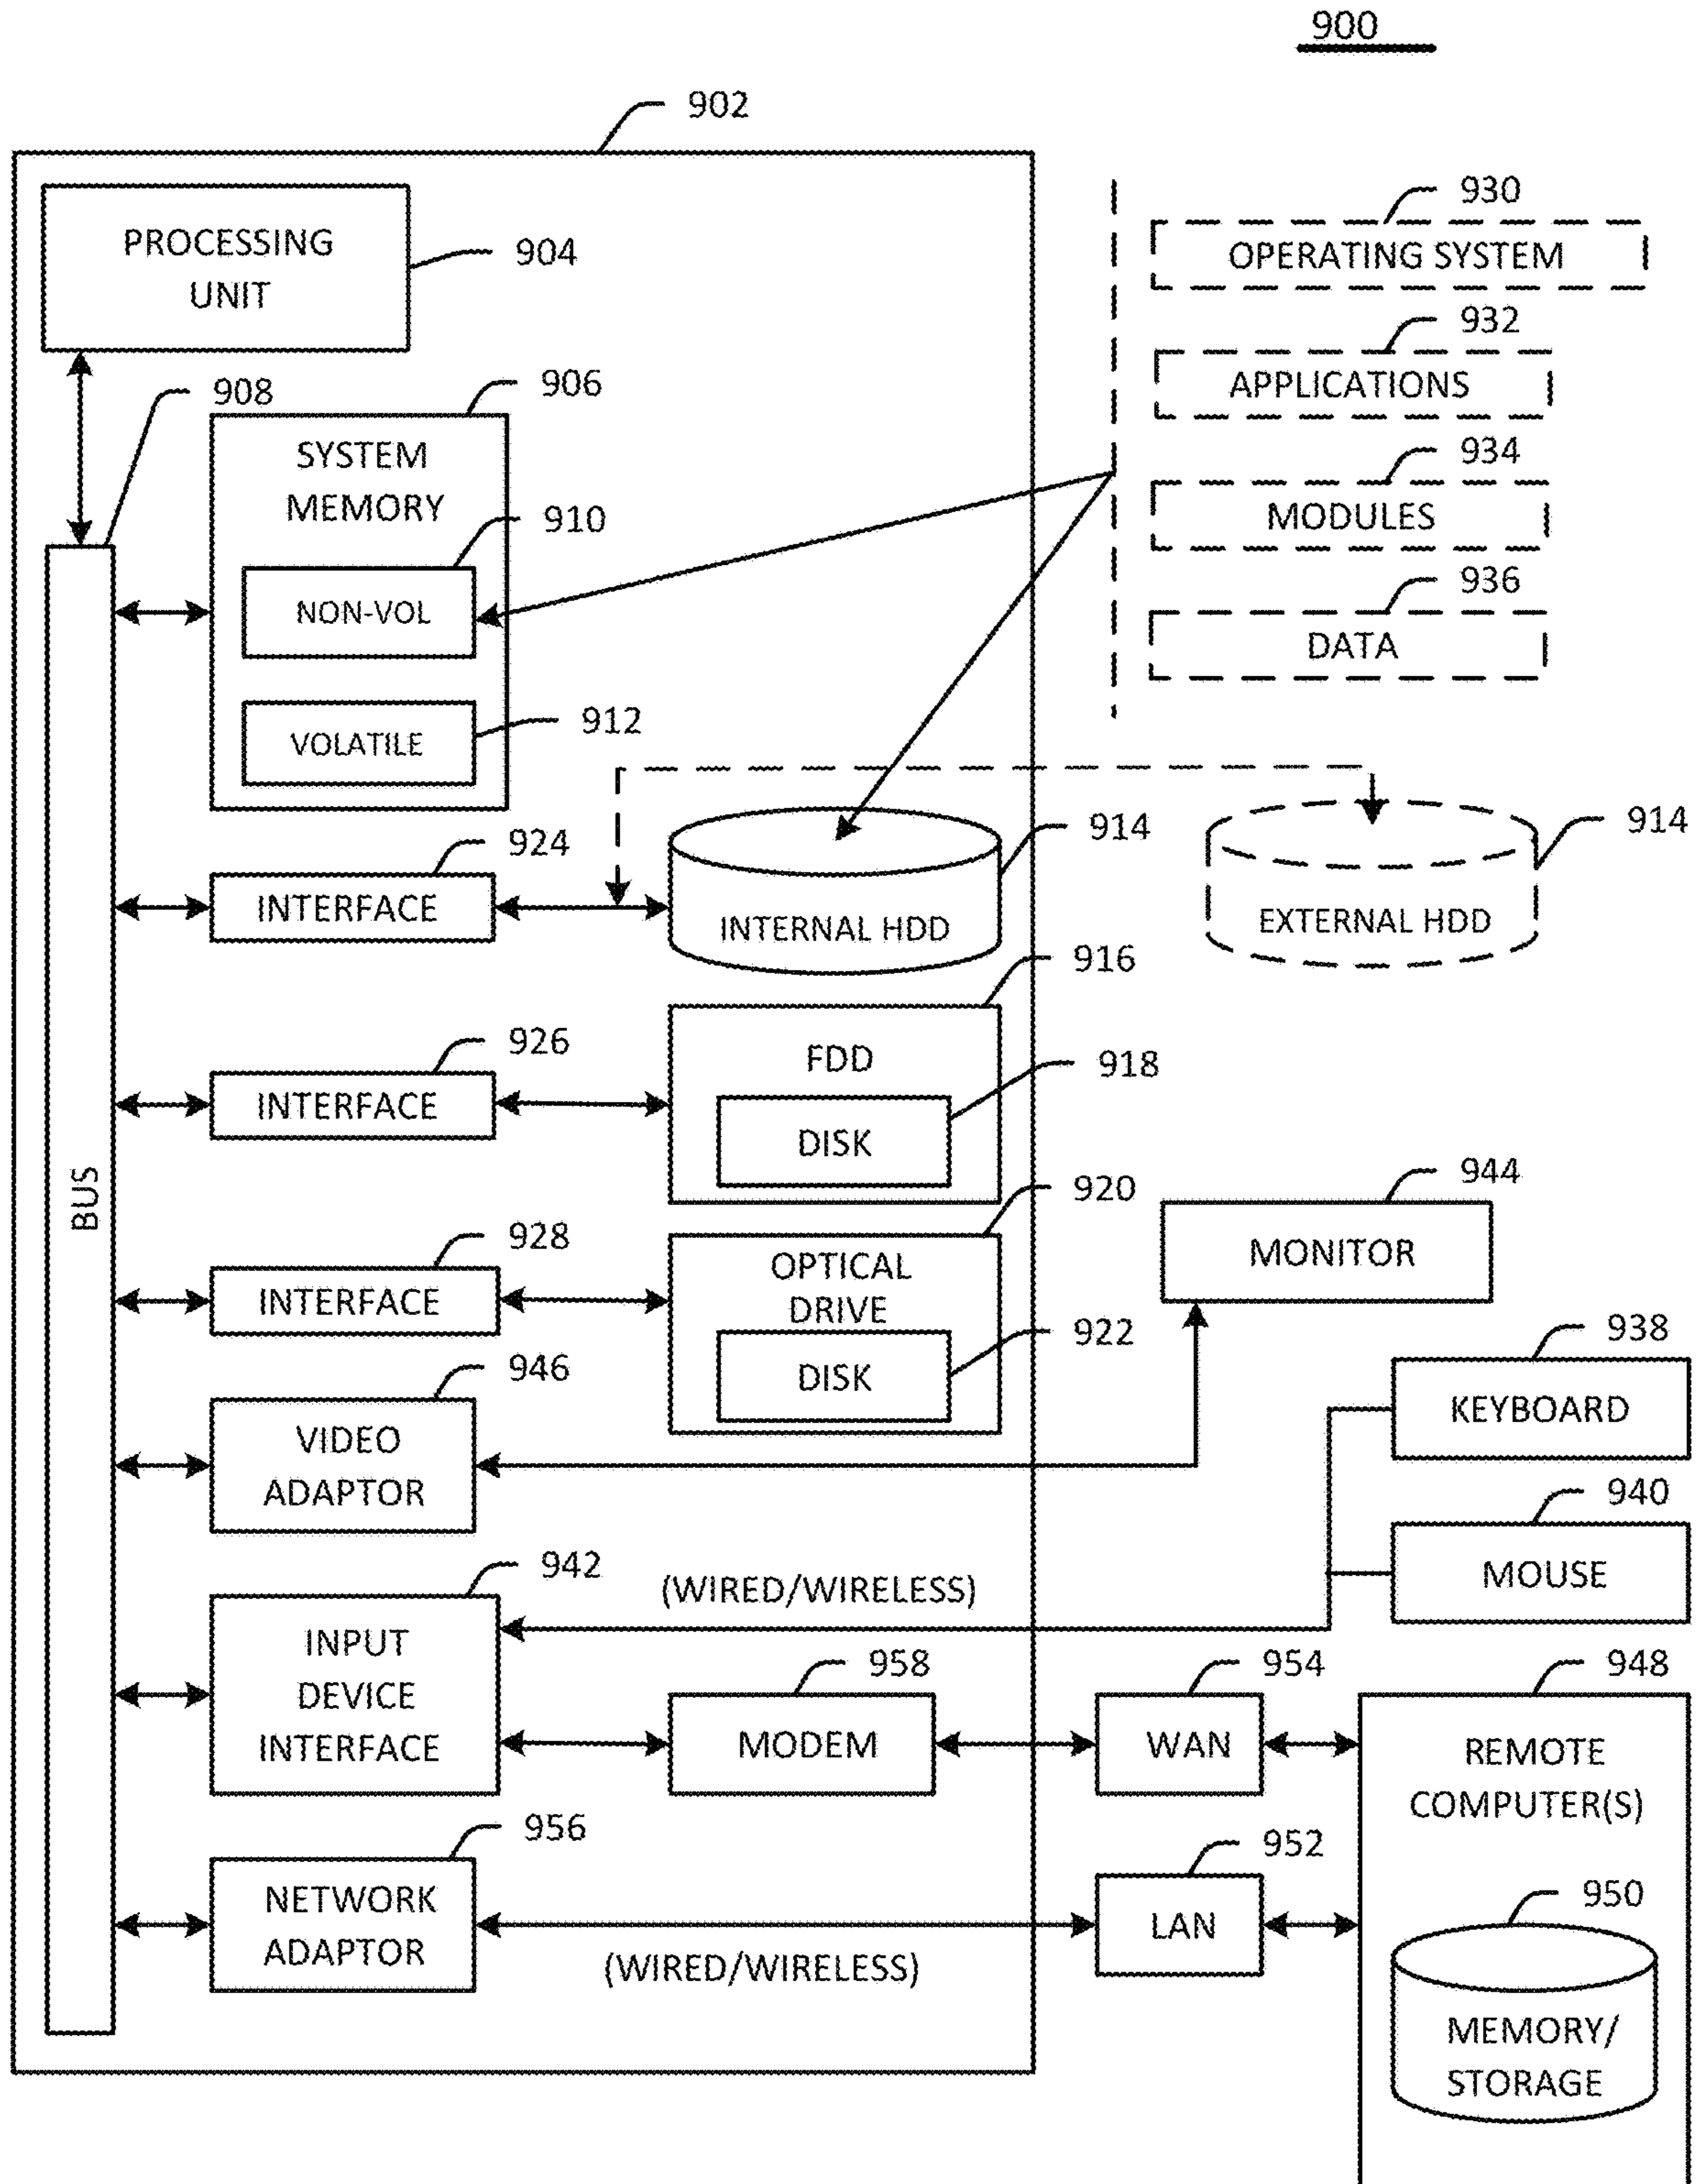 900
902
PROCESSING
UNIT
904
930
OPERATING SYSTEM
932
APPLICATIONS
934
MODULES
936
DATA
908
906
SYSTEM
MEMORY
910
NON-VOL
912
VOLATILE
924
INTERFACE
914
INTERNAL HDD
914
EXTERNAL HDD
916
FDD
918
DISK
926
INTERFACE
BUS
920
OPTICAL
DRIVE
922
DISK
928
INTERFACE
944
MONITOR
946
VIDEO
ADAPTOR
938
KEYBOARD
940
MOUSE
942
INPUT
DEVICE
INTERFACE
(WIRED/WIRELESS)
958
MODEM
954
WAN
948
REMOTE
COMPUTER(S)
956
NETWORK
ADAPTOR
(WIRED/WIRELESS)
952
LAN
950
MEMORY/
STORAGE